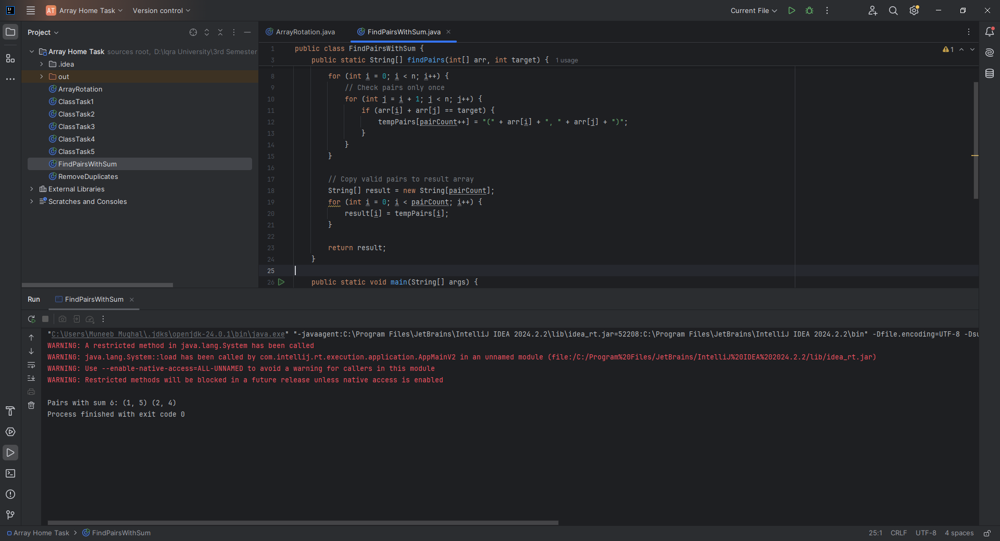 AT Array Home Task Version control Current File
Project
Array Home Task sources root, D:\Iqra University\3rd Semester
.idea
out
ArrayRotation
ClassTask1
ClassTask2
ClassTask3
ClassTask4
ClassTask5
FindPairsWithSum
RemoveDuplicates
External Libraries
Scratches and Consoles
ArrayRotation.java FindPairsWithSum.java
1 public class FindPairsWithSum {
3 public static String[] findPairs(int[] arr, int target) { 1 usage
1
8 for (int i = 0; i < n; i++) {
9 // Check pairs only once
10 for (int j = i + 1; j < n; j++) {
11 if (arr[i] + arr[j] == target) {
12 tempPairs[pairCount++] = "(" + arr[i] + ", " + arr[j] + ")";
13 }
14 }
15 }
16
17 // Copy valid pairs to result array
18 String[] result = new String[pairCount];
19 for (int i = 0; i < pairCount; i++) {
20 result[i] = tempPairs[i];
21 }
22
23 return result;
24 }
25
26 public static void main(String[] args) {
Run FindPairsWithSum
"C:\Users\Muneeb Mughal\.jdks\openjdk-24.0.1\bin\java.exe" "-javaagent:C:\Program Files\JetBrains\IntelliJ IDEA 2024.2.2\lib\idea_rt.jar=52208:C:\Program Files\JetBrains\IntelliJ IDEA 2024.2.2\bin" -Dfile.encoding=UTF-8 -Dsu
WARNING: A restricted method in java.lang.System has been called
WARNING: java.lang.System::load has been called by com.intellij.rt.execution.application.AppMainV2 in an unnamed module (file:/C:/Program%20Files/JetBrains/IntelliJ%20IDEA%202024.2.2/lib/idea_rt.jar)
WARNING: Use --enable-native-access=ALL-UNNAMED to avoid a warning for callers in this module
WARNING: Restricted methods will be blocked in a future release unless native access is enabled
Pairs with sum 6: (1, 5) (2, 4)
Process finished with exit code 0
Array Home Task > FindPairsWithSum
25:1 CRLF UTF-8 4 spaces